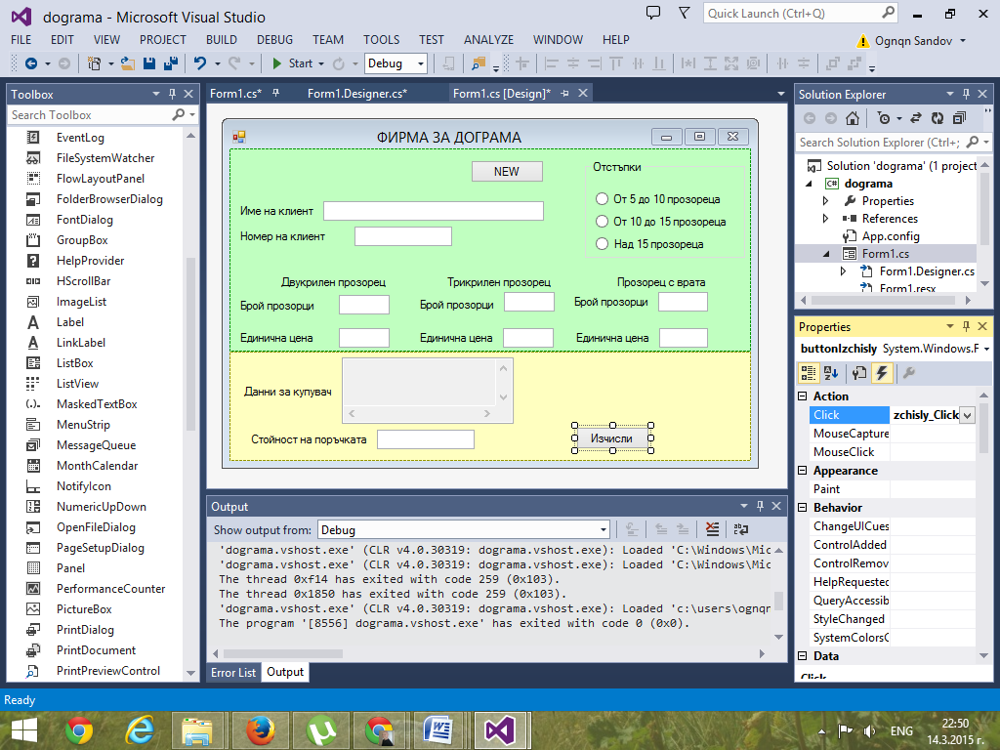 dograma - Microsoft Visual Studio
Quick Launch (Ctrl+Q)
FILE EDIT VIEW PROJECT BUILD DEBUG TEAM TOOLS TEST ANALYZE WINDOW HELP
Ognqn Sandov
Start Debug
Toolbox
Search Toolbox
EventLog
FileSystemWatcher
FlowLayoutPanel
FolderBrowserDialog
FontDialog
GroupBox
HelpProvider
HScrollBar
ImageList
Label
LinkLabel
ListBox
ListView
MaskedTextBox
MenuStrip
MessageQueue
MonthCalendar
NotifyIcon
NumericUpDown
OpenFileDialog
PageSetupDialog
Panel
PerformanceCounter
PictureBox
PrintDialog
PrintDocument
PrintPreviewControl
Form1.cs* Form1.Designer.cs* Form1.cs [Design]*
ФИРМА ЗА ДОГРАМА
NEW
Отстъпки
От 5 до 10 прозореца
От 10 до 15 прозореца
Над 15 прозореца
Име на клиент
Номер на клиент
Двукрилен прозорец Трикрилен прозорец Прозорец с врата
Брой прозорци Брой прозорци Брой прозорци
Единична цена Единична цена Единична цена
Данни за купувач
Стойност на поръчката
Изчисли
Output
Show output from: Debug
'dograma.vshost.exe' (CLR v4.0.30319: dograma.vshost.exe): Loaded 'C:\Windows\Mic
'dograma.vshost.exe' (CLR v4.0.30319: dograma.vshost.exe): Loaded 'C:\Windows\Mic
The thread 0xf14 has exited with code 259 (0x103).
The thread 0x1850 has exited with code 259 (0x103).
'dograma.vshost.exe' (CLR v4.0.30319: dograma.vshost.exe): Loaded 'c:\users\ognqn
The program '[8556] dograma.vshost.exe' has exited with code 0 (0x0).
Error List Output
Solution Explorer
Search Solution Explorer (Ctrl+;
Solution 'dograma' (1 project
C# dograma
Properties
References
App.config
Form1.cs
Form1.Designer.cs
Form1.resx
Properties
buttonIzchisly System.Windows.F
Action
Click zchisly_Click
MouseCapture
MouseClick
Appearance
Paint
Behavior
ChangeUICues
ControlAdded
ControlRemov
HelpRequested
QueryAccessib
StyleChanged
SystemColorsC
Data
Click
Ready
ENG
22:50
14.3.2015 г.